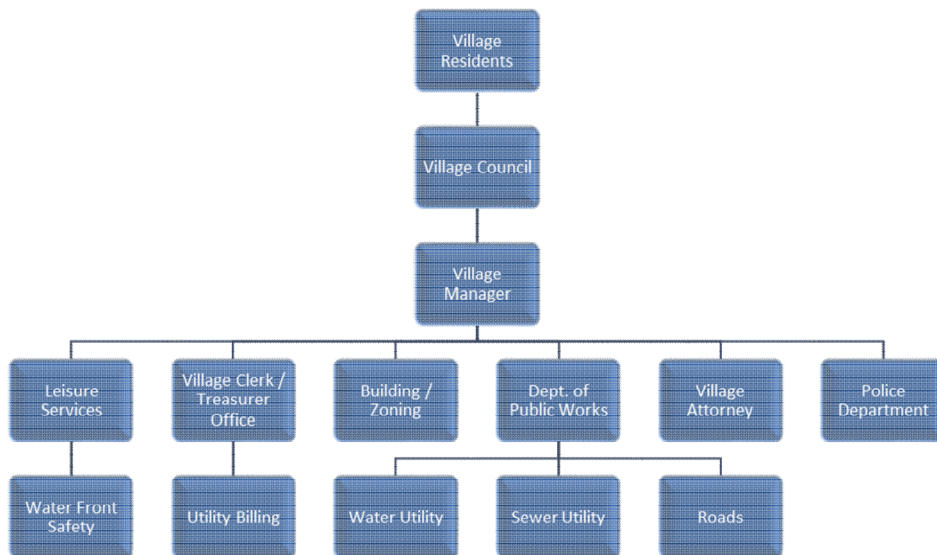 Village
Residents
Village Council
Village
Manager
Leisure
Services
Village Clerk /
Treasurer
Office
Building /
Zoning
Dept. of
Public Works
Village
Attorney
Police
Department
Water Front
Safety
Utility Billing
Water Utility
Sewer Utility
Roads